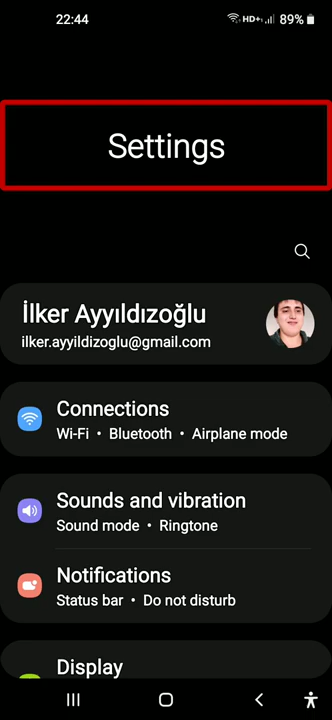 22:44
HD+ 89%
Settings
İlker Ayyıldızoğlu
ilker.ayyildizoglu@gmail.com
Connections
Wi-Fi • Bluetooth • Airplane mode
Sounds and vibration
Sound mode • Ringtone
Notifications
Status bar • Do not disturb
Display